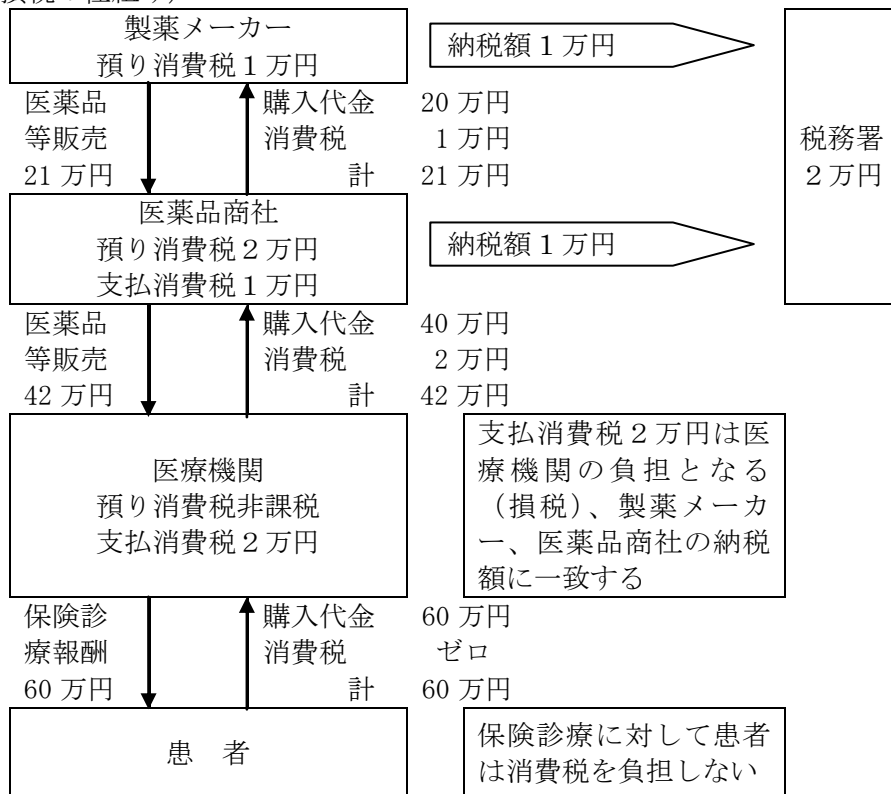 製薬メーカー
預り消費税１万円
納税額１万円
医薬品 購入代金 20 万円
等販売 消費税 1 万円
21 万円 計 21 万円
税務署
２万円
医薬品商社
預り消費税２万円
支払消費税１万円
納税額１万円
医薬品 購入代金 40 万円
等販売 消費税 2 万円
42 万円 計 42 万円
医療機関
預り消費税非課税
支払消費税２万円
支払消費税２万円は医
療機関の負担となる
（損税）、製薬メーカ
ー、医薬品商社の納税
額に一致する
保険診 購入代金 60 万円
療報酬 消費税 ゼロ
60 万円 計 60 万円
患　者
保険診療に対して患者
は消費税を負担しない